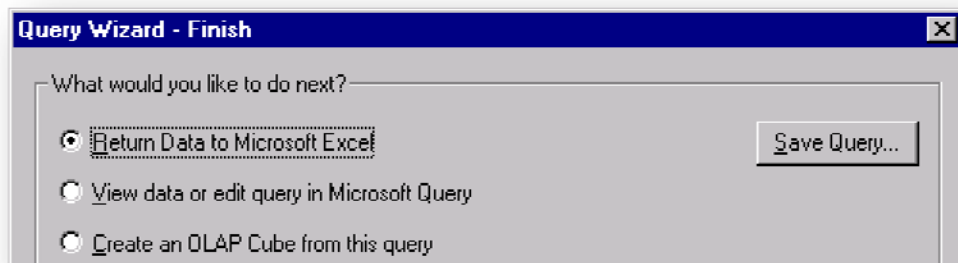 Query Wizard - Finish
What would you like to do next?
Return Data to Microsoft Excel
Save Query...
View data or edit query in Microsoft Query
Create an OLAP Cube from this query